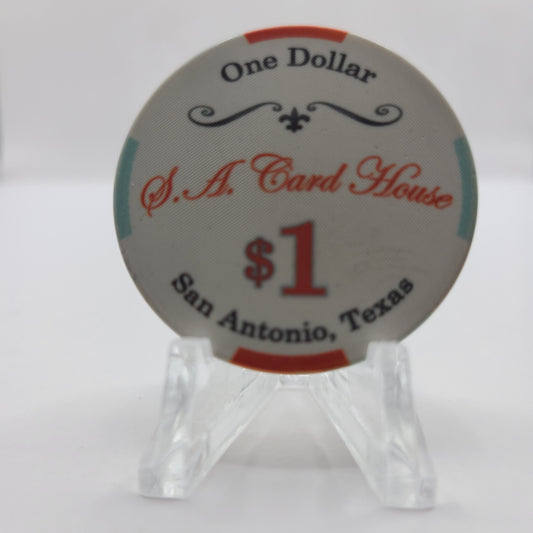 One Dollar
S. A. Card House
$1
San Antonio, Texas